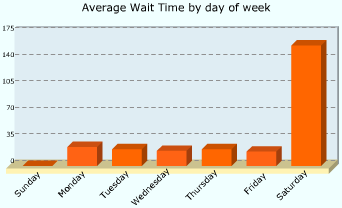 Average Wait Time by day of week
175
140
105
70
35
0
Sunday
Monday
Tuesday
Wednesday
Thursday
Friday
Saturday